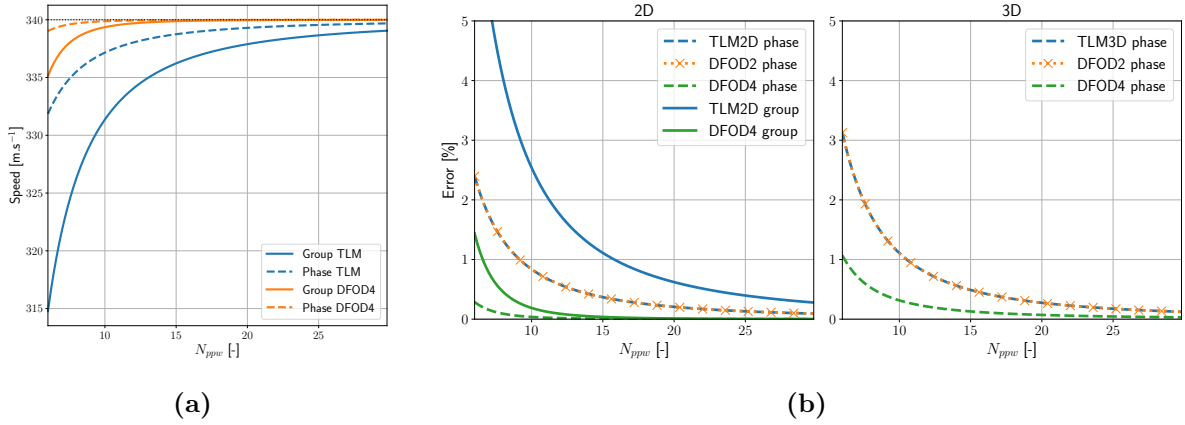 340
335
330
325
320
315
Speed [m.s⁻¹]
10
15
20
25
N_ppw [-]
Group TLM
Phase TLM
Group DFOD4
Phase DFOD4
(a)
2D
5
4
3
2
1
0
Error [%]
10
15
20
25
N_ppw [-]
TLM2D phase
DFOD2 phase
DFOD4 phase
TLM2D group
DFOD4 group
3D
5
4
3
2
1
0
10
15
20
25
N_ppw [-]
TLM3D phase
DFOD2 phase
DFOD4 phase
(b)